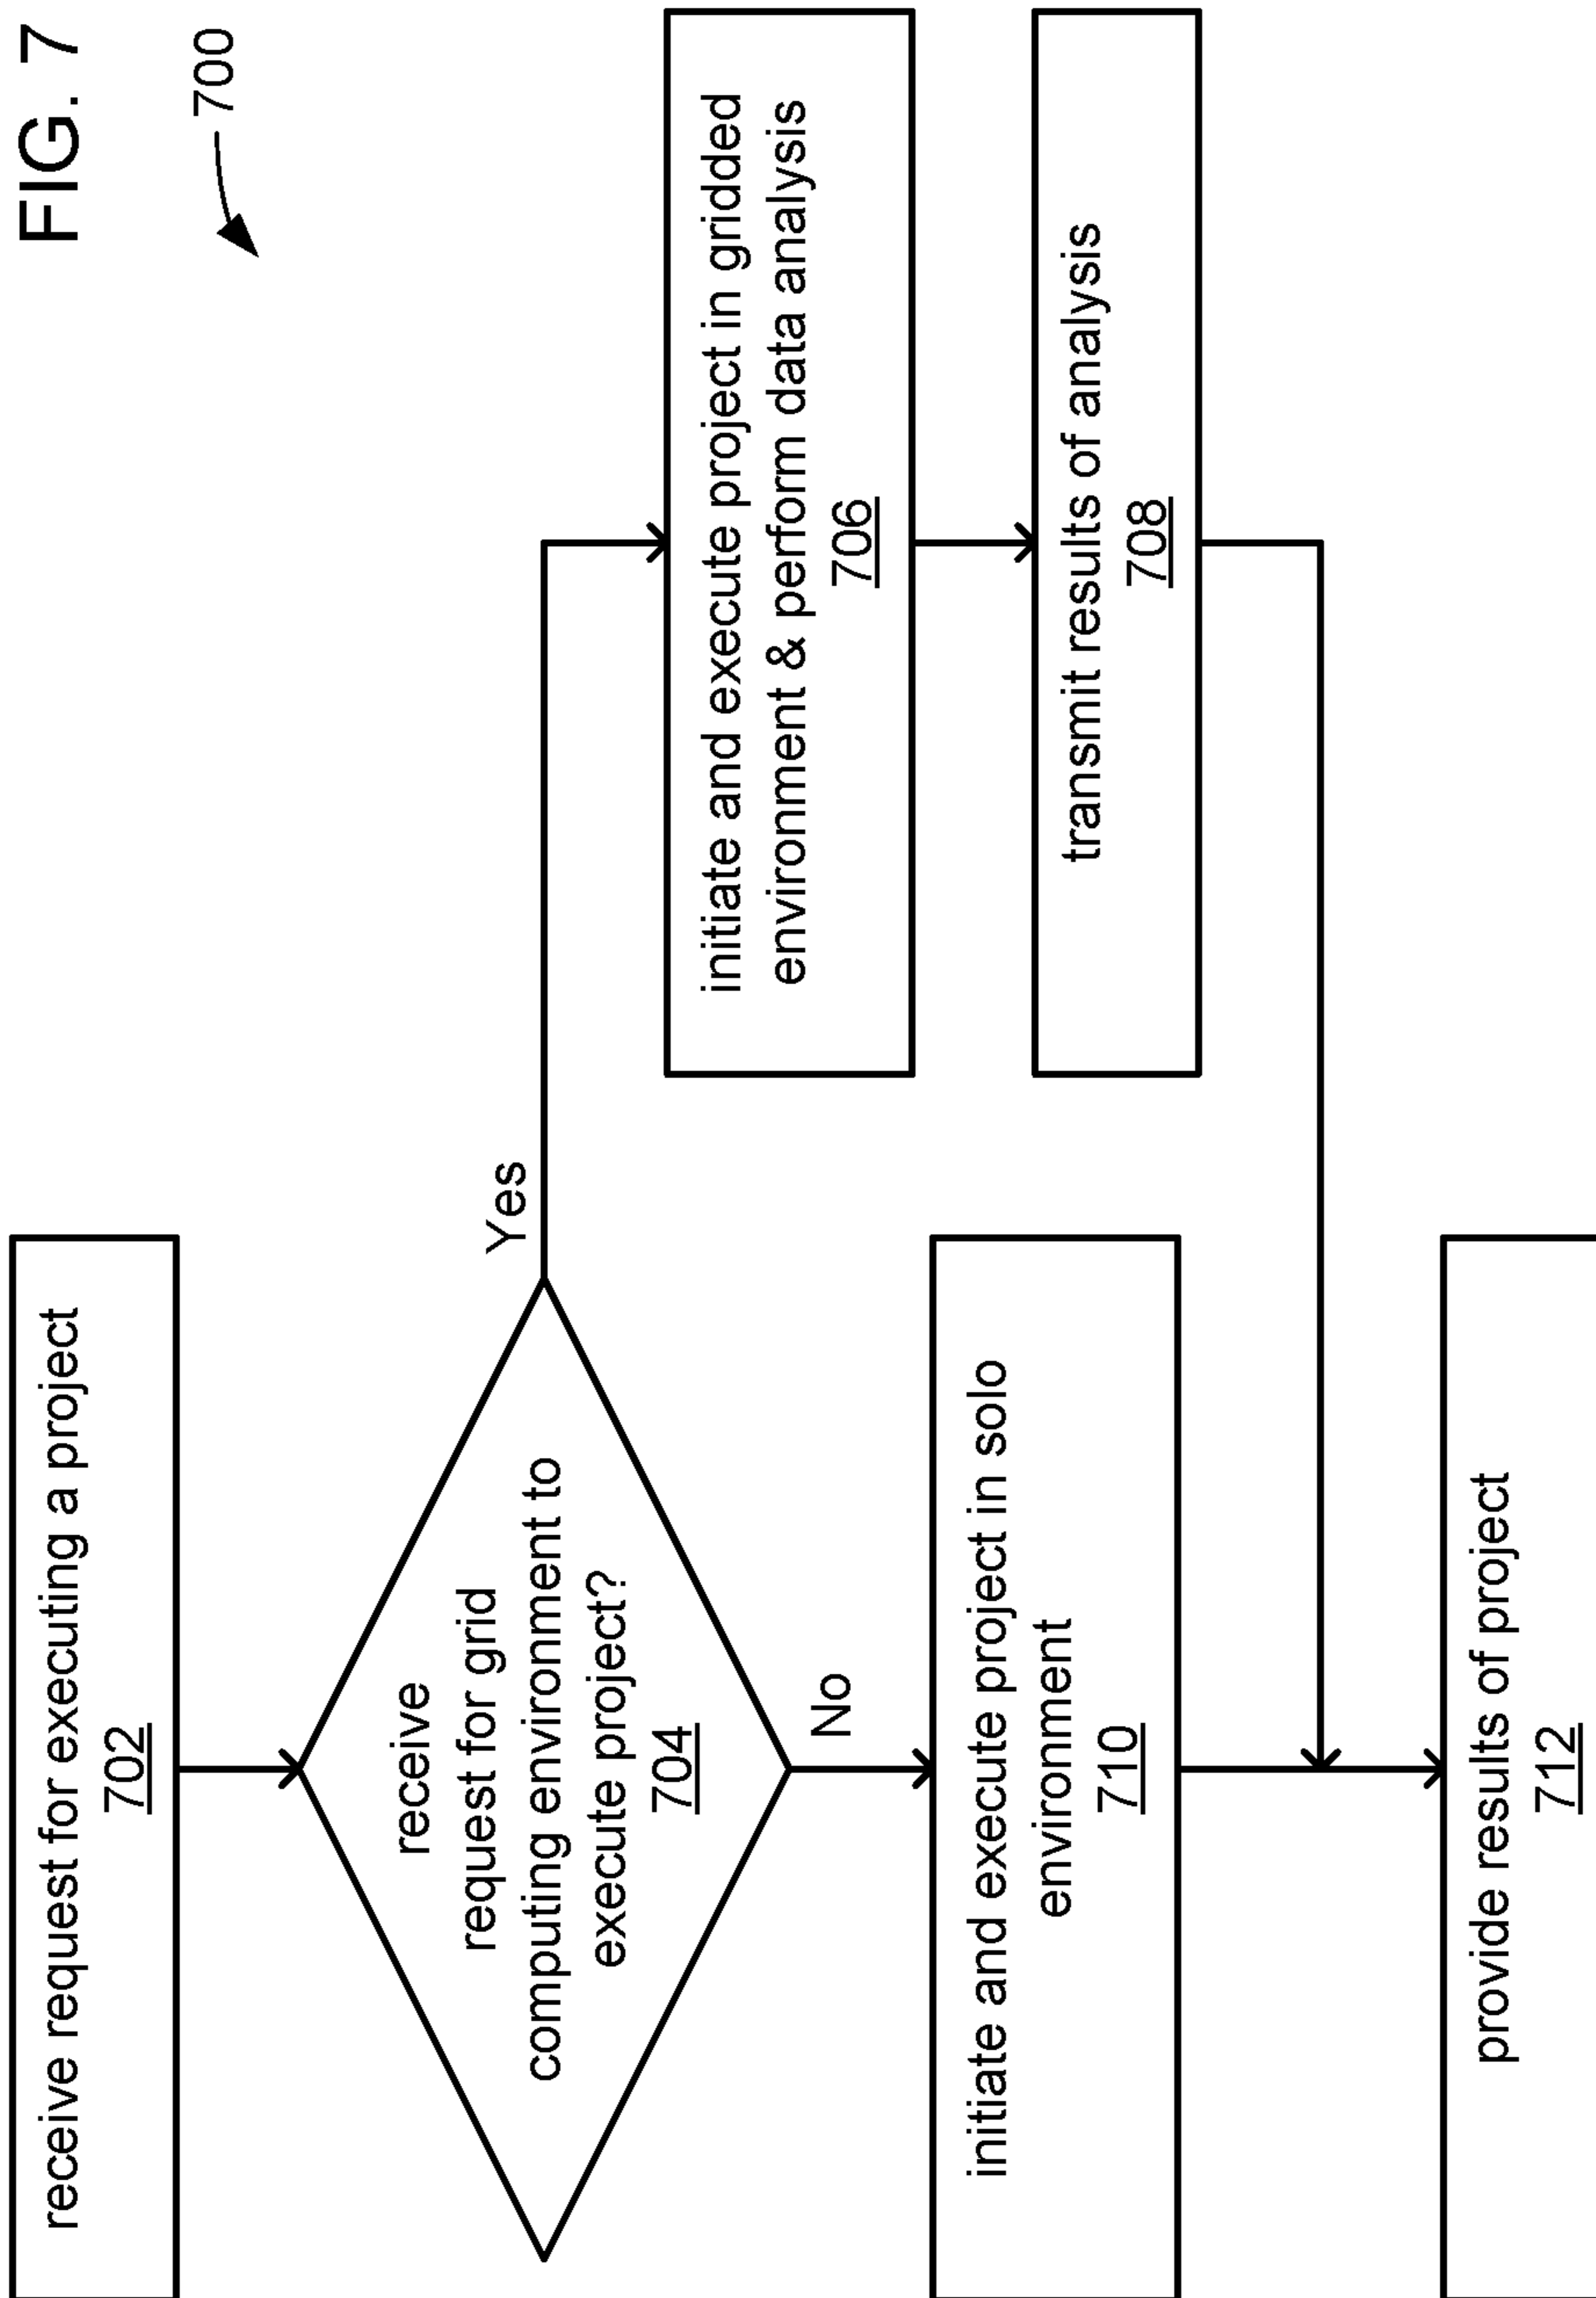 FIG. 7
700
receive request for executing a project
702
receive
request for grid
computing environment to
execute project?
704
Yes
No
initiate and execute project in gridded
environment & perform data analysis
706
transmit results of analysis
708
initiate and execute project in solo
environment
710
provide results of project
712